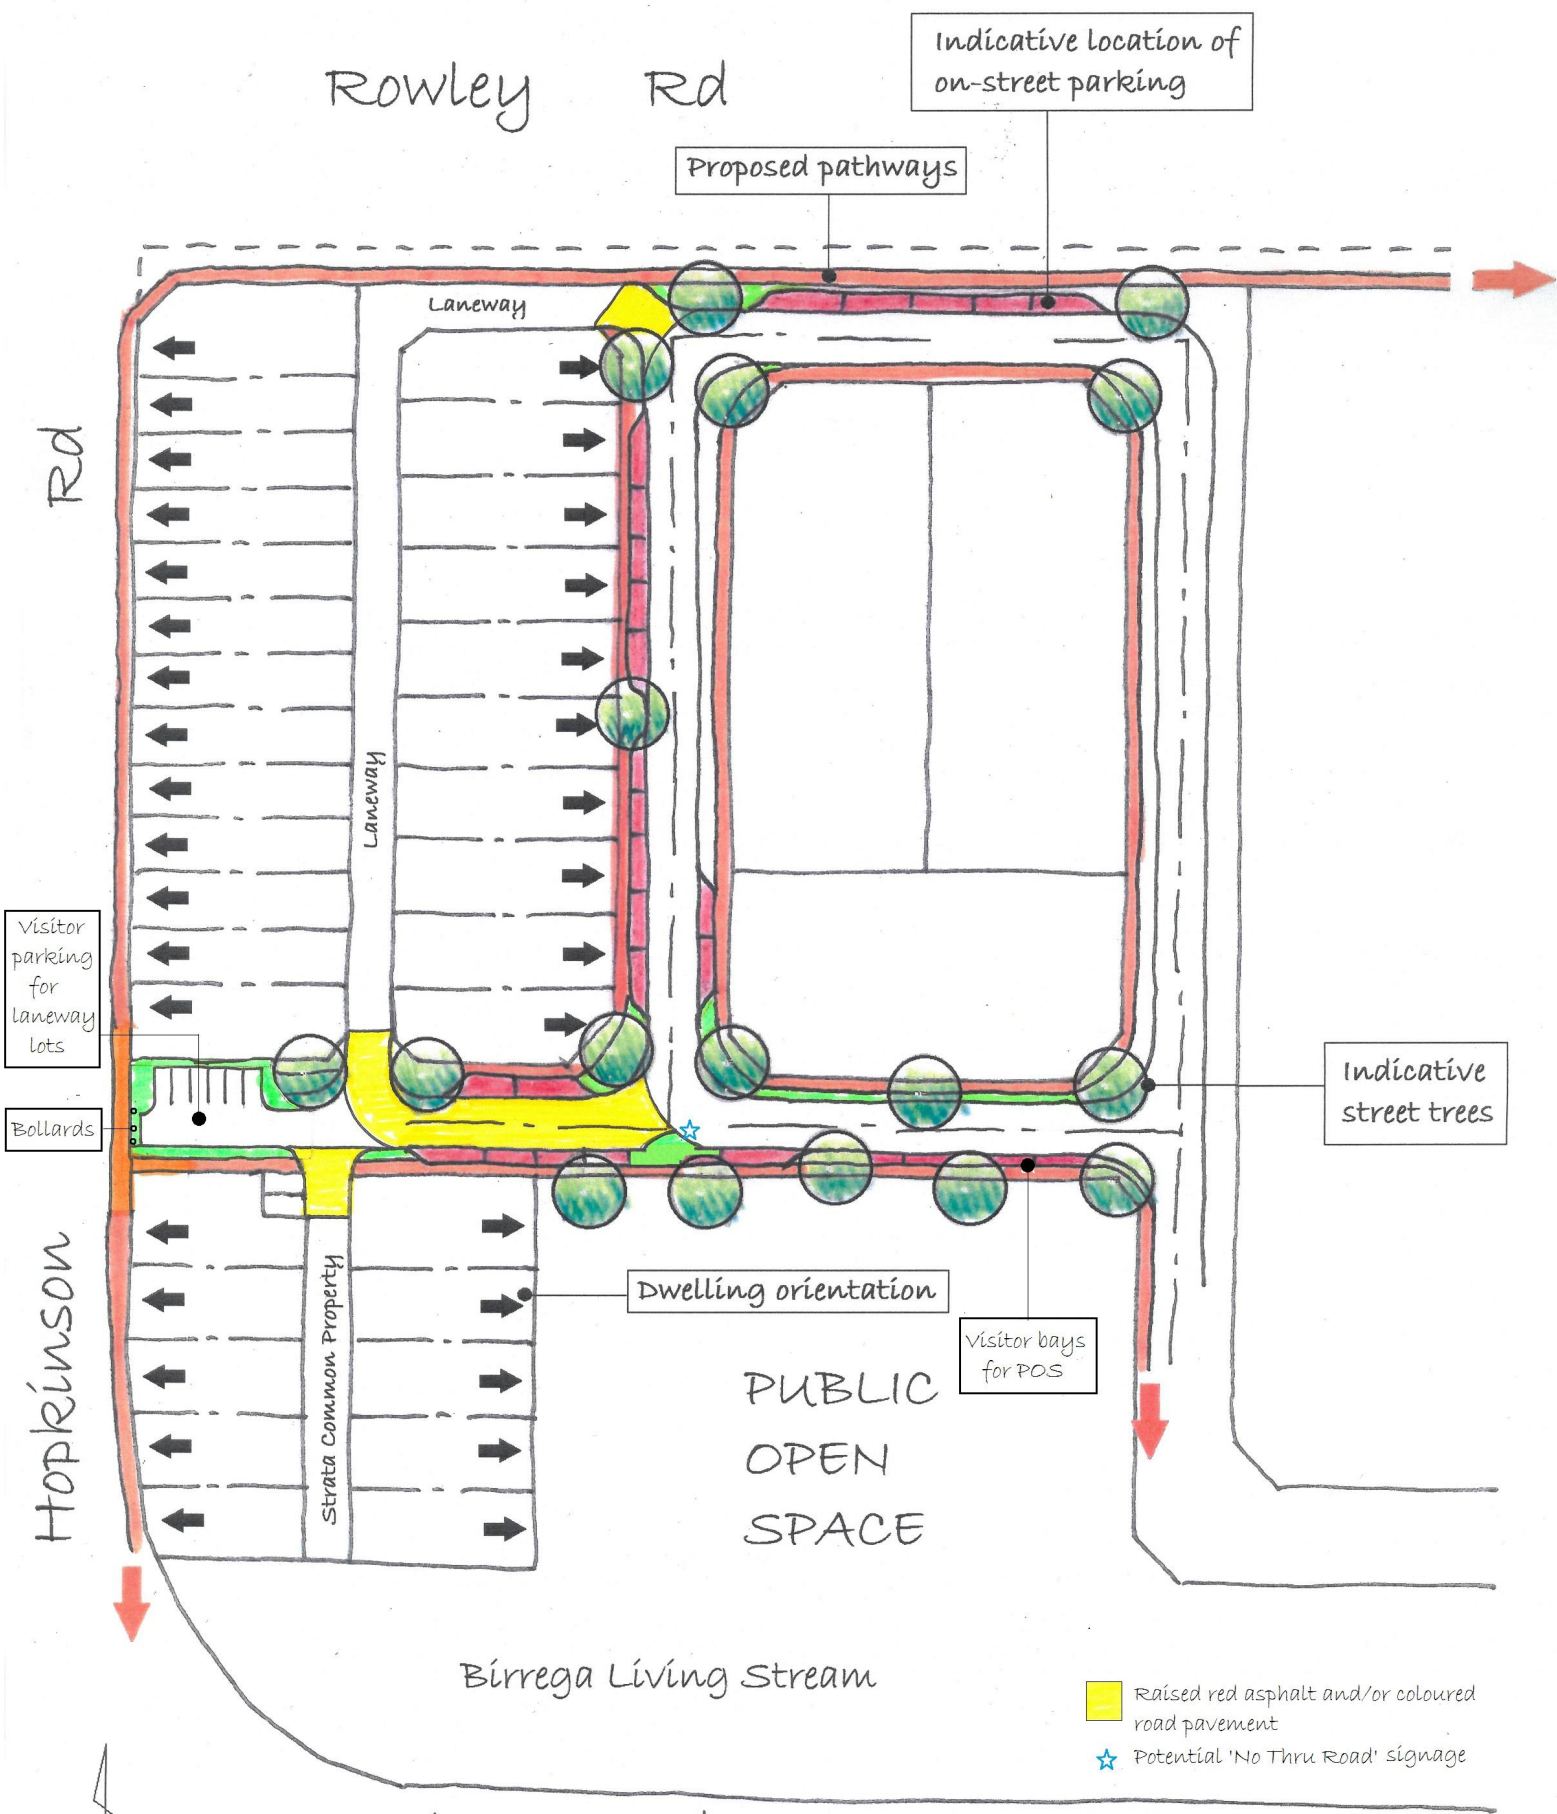 Indicative location of
on-street parking
Rowley Rd
Proposed pathways
Laneway
Rd
Laneway
Visitor
parking
for
laneway
lots
Indicative
street trees
Bollards
Hopkinson
Strata Common Property
Dwelling orientation
Visitor bays
for POS
PUBLIC
OPEN
SPACE
Birrega Living Stream
Raised red asphalt and/or coloured
road pavement
Potential 'No Thru Road' signage